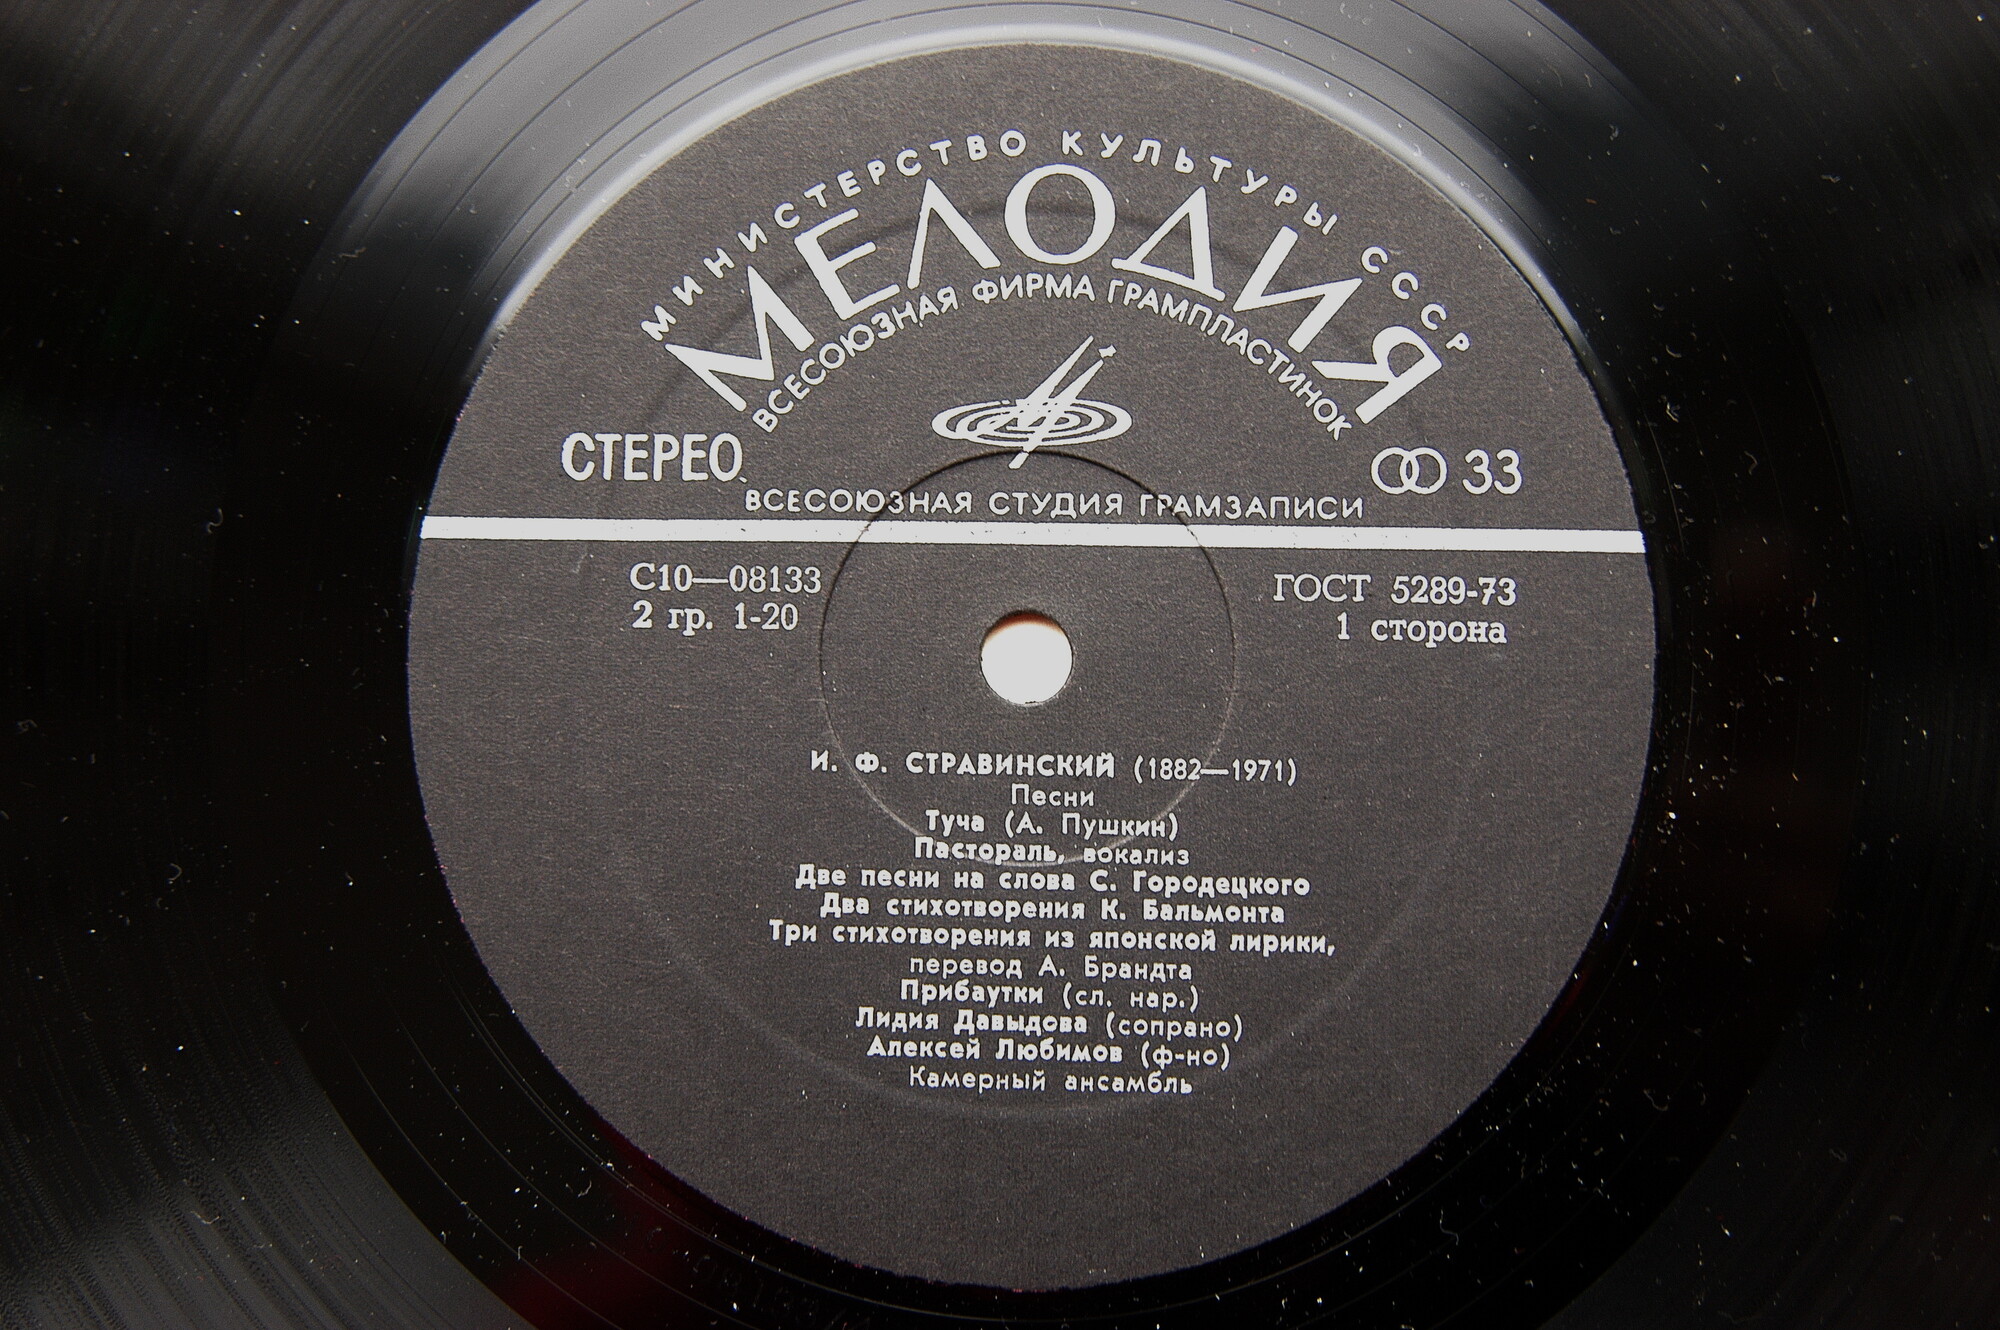 МИНИСТЕРСТВО КУЛЬТУРЫ СССР
МЕЛОДИЯ
ВСЕСОЮЗНАЯ ФИРМА ГРАМПЛАСТИНОК
СТЕРЕО
33
ВСЕСОЮЗНАЯ СТУДИЯ ГРАМЗАПИСИ
С10—08133
2 гр. 1-20
ГОСТ 5289-73
1 сторона
И. Ф. СТРАВИНСКИЙ (1882—1971)
Песни
Туча (А. Пушкин)
Пастораль, вокализ
Две песни на слова С. Городецкого
Два стихотворения К. Бальмонта
Три стихотворения из японской лирики,
перевод А. Брандта
Прибаутки (сл. нар.)
Лидия Давыдова (сопрано)
Алексей Любимов (ф-но)
Камерный ансамбль